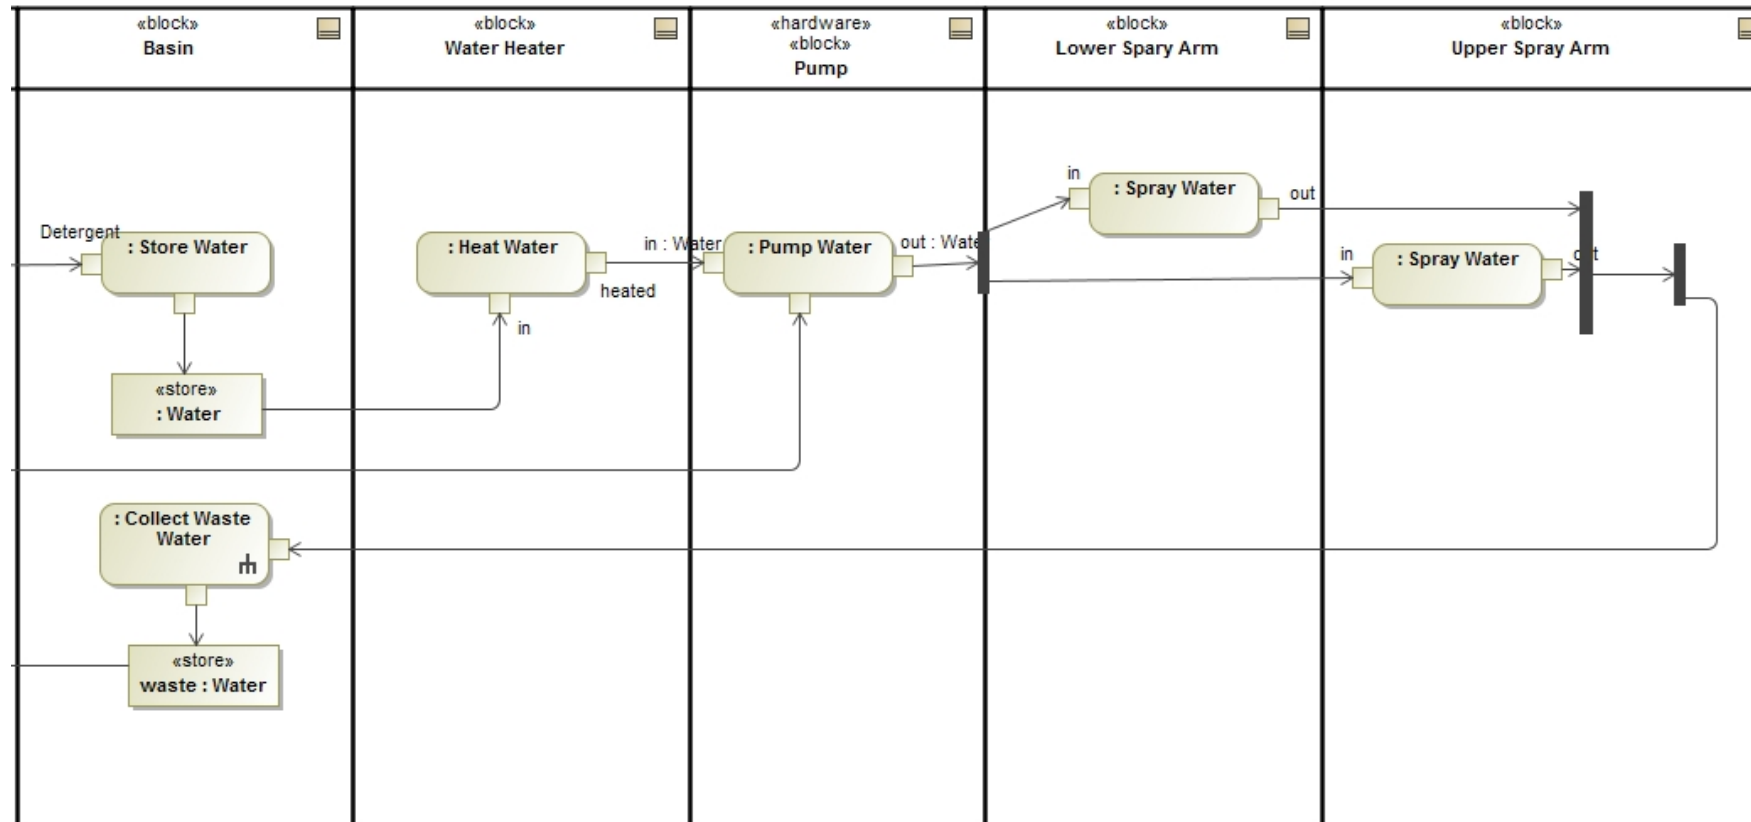 «block»
Basin
«block»
Water Heater
«hardware»
«block»
Pump
«block»
Lower Spary Arm
«block»
Upper Spray Arm
Detergent
: Store Water
: Heat Water
heated
in
in : Water
: Pump Water
out : Wate
in
: Spray Water
out
in
: Spray Water
out
«store»
: Water
: Collect Waste
Water
«store»
waste : Water